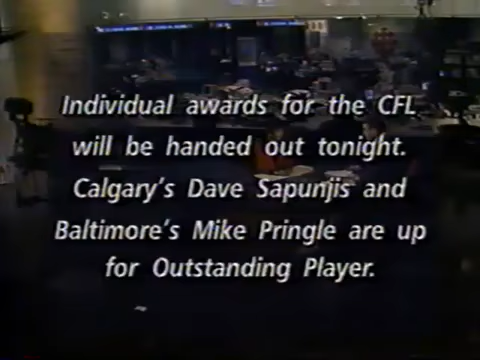 Individual awards for the CFL
will be handed out tonight.
Calgary's Dave Sapunjis and
Baltimore's Mike Pringle are up
for Outstanding Player.